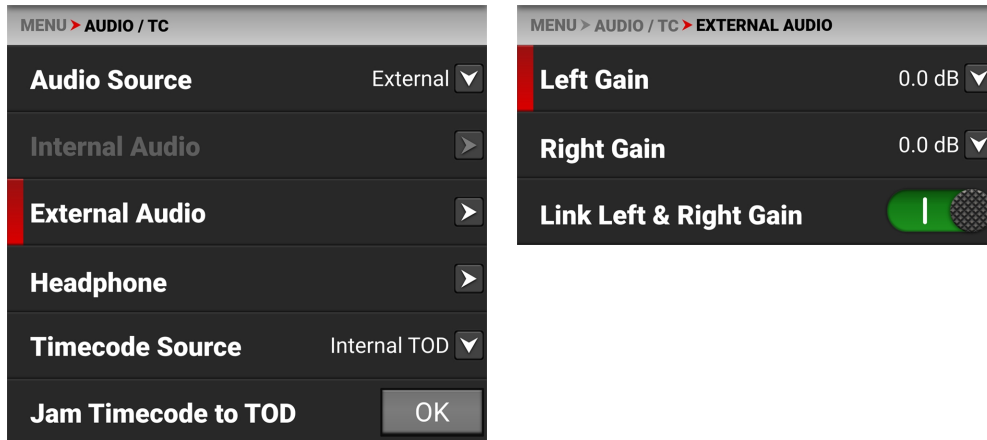 MENU > AUDIO / TC
Audio Source External
Internal Audio
External Audio
Headphone
Timecode Source Internal TOD
Jam Timecode to TOD OK
MENU > AUDIO / TC > EXTERNAL AUDIO
Left Gain 0.0 dB
Right Gain 0.0 dB
Link Left & Right Gain